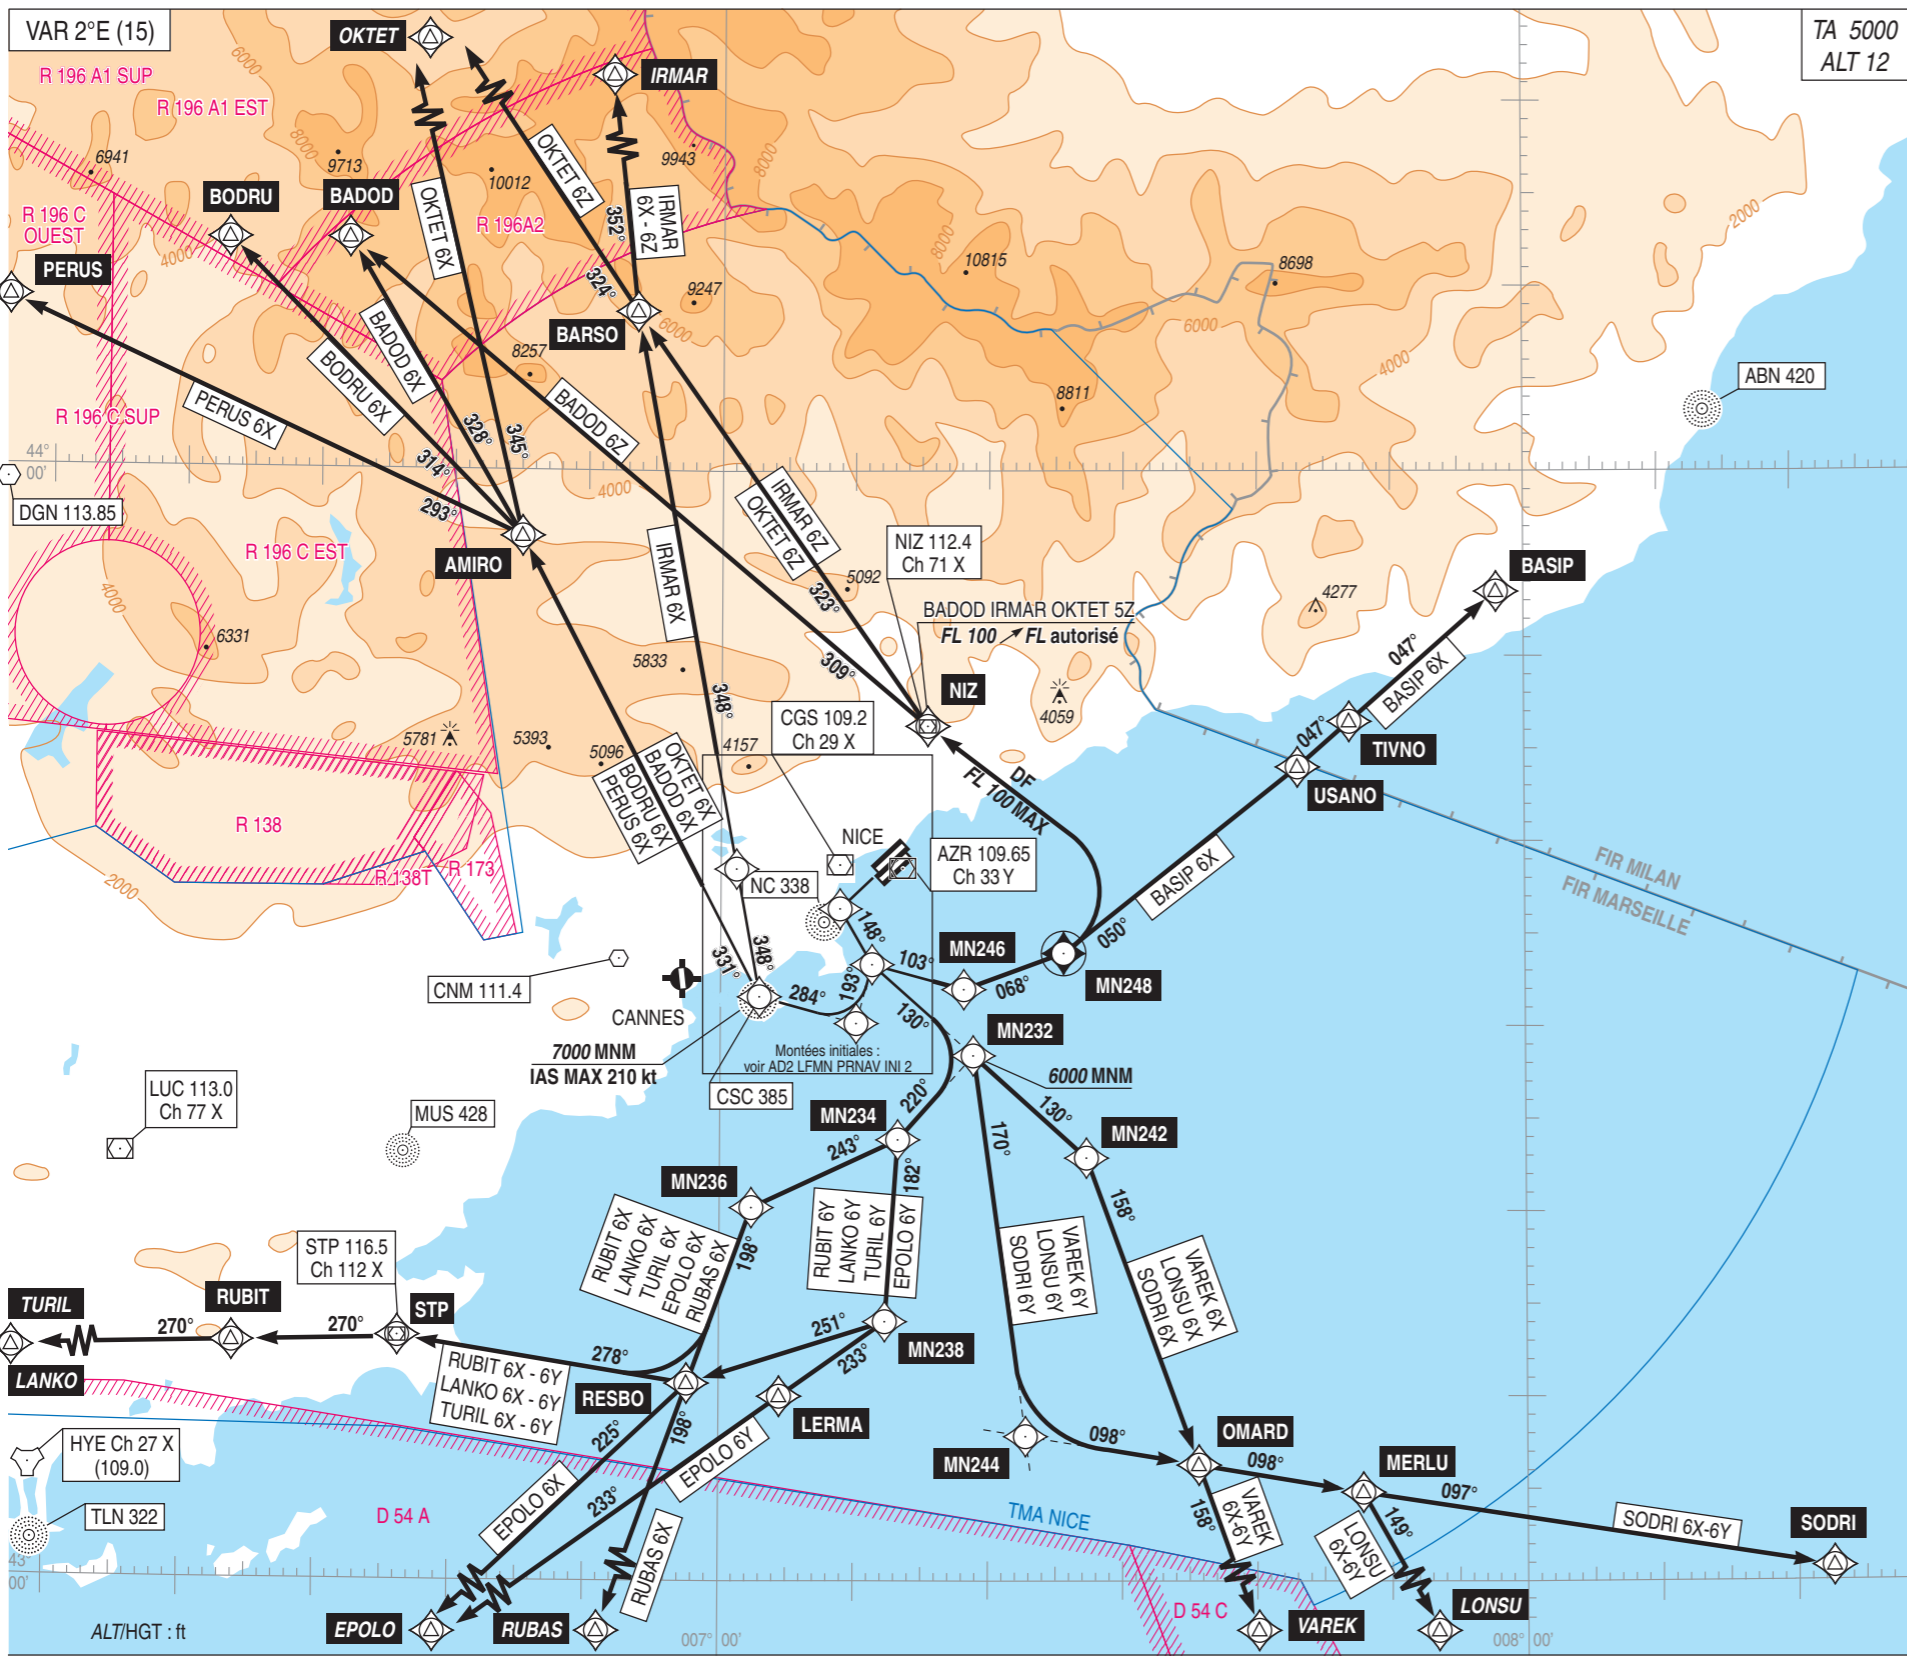 VAR 2°E (15)
TA 5000
ALT 12
OKTET
IRMAR
R 196 A1 SUP
R 196 A1 EST
6000
8000
6941
9713
10012
9943
8000
BODRU
BADOD
R 196 C
OUEST
PERUS
4000
OKTET 6X
OKTET 6Z
R 196A2
352°
IRMAR
6X - 6Z
324°
BARSO
9247
6000
8000
10815
8698
2000
6000
4000
8257
8811
ABN 420
BADOD 6X
BODRU 6X
PERUS 6X
BADOD 6Z
R 196 C SUP
44°
00'
DGN 113.85
328°
345°
314°
293°
4000
AMIRO
R 196 C EST
4000
6331
IRMAR 6X
IRMAR 6Z
OKTET 6Z
323°
5092
NIZ 112.4
Ch 71 X
BADOD IRMAR OKTET 5Z
FL 100 FL autorisé
4277
BASIP
5833
309°
NIZ
4059
047°
BASIP 6X
348°
CGS 109.2
Ch 29 X
5781
5393
5096
4157
OKTET 6X
BADOD 6X
BODRU 6X
PERUS 6X
DF
FL 100 MAX
047°
TIVNO
USANO
R 138
R 138T
R 173
2000
NICE
NC 338
AZR 109.65
Ch 33 Y
BASIP 6X
FIR MILAN
FIR MARSEILLE
148°
050°
331°
348°
103°
MN246
068°
MN248
CNM 111.4
CANNES
284°
193°
130°
MN232
7000 MNM
IAS MAX 210 kt
Montées initiales :
voir AD2 LFMN PRNAV INI 2
CSC 385
6000 MNM
LUC 113.0
Ch 77 X
MUS 428
220°
MN234
243°
182°
170°
130°
MN242
MN236
158°
RUBIT 6X
LANKO 6X
TURIL 6X
EPOLO 6X
RUBAS 6X
198°
RUBIT 6Y
LANKO 6Y
TURIL 6Y
EPOLO 6Y
VAREK 6Y
LONSU 6Y
SODRI 6Y
VAREK 6X
LONSU 6X
SODRI 6X
STP 116.5
Ch 112 X
TURIL
RUBIT
STP
270°
270°
LANKO
278°
251°
233°
MN238
RUBIT 6X - 6Y
LANKO 6X - 6Y
TURIL 6X - 6Y
RESBO
LERMA
225°
198°
HYE Ch 27 X
(109.0)
TLN 322
EPOLO 6Y
EPOLO 6X
233°
RUBAS 6X
D 54 A
MN244
098°
OMARD
098°
MERLU
097°
158°
VAREK
6X-6Y
149°
LONSU
6X-6Y
SODRI 6X-6Y
SODRI
TMA NICE
43
00'
D 54 C
ALT/HGT : ft
EPOLO
RUBAS
007° 00'
VAREK
LONSU
008° 00'